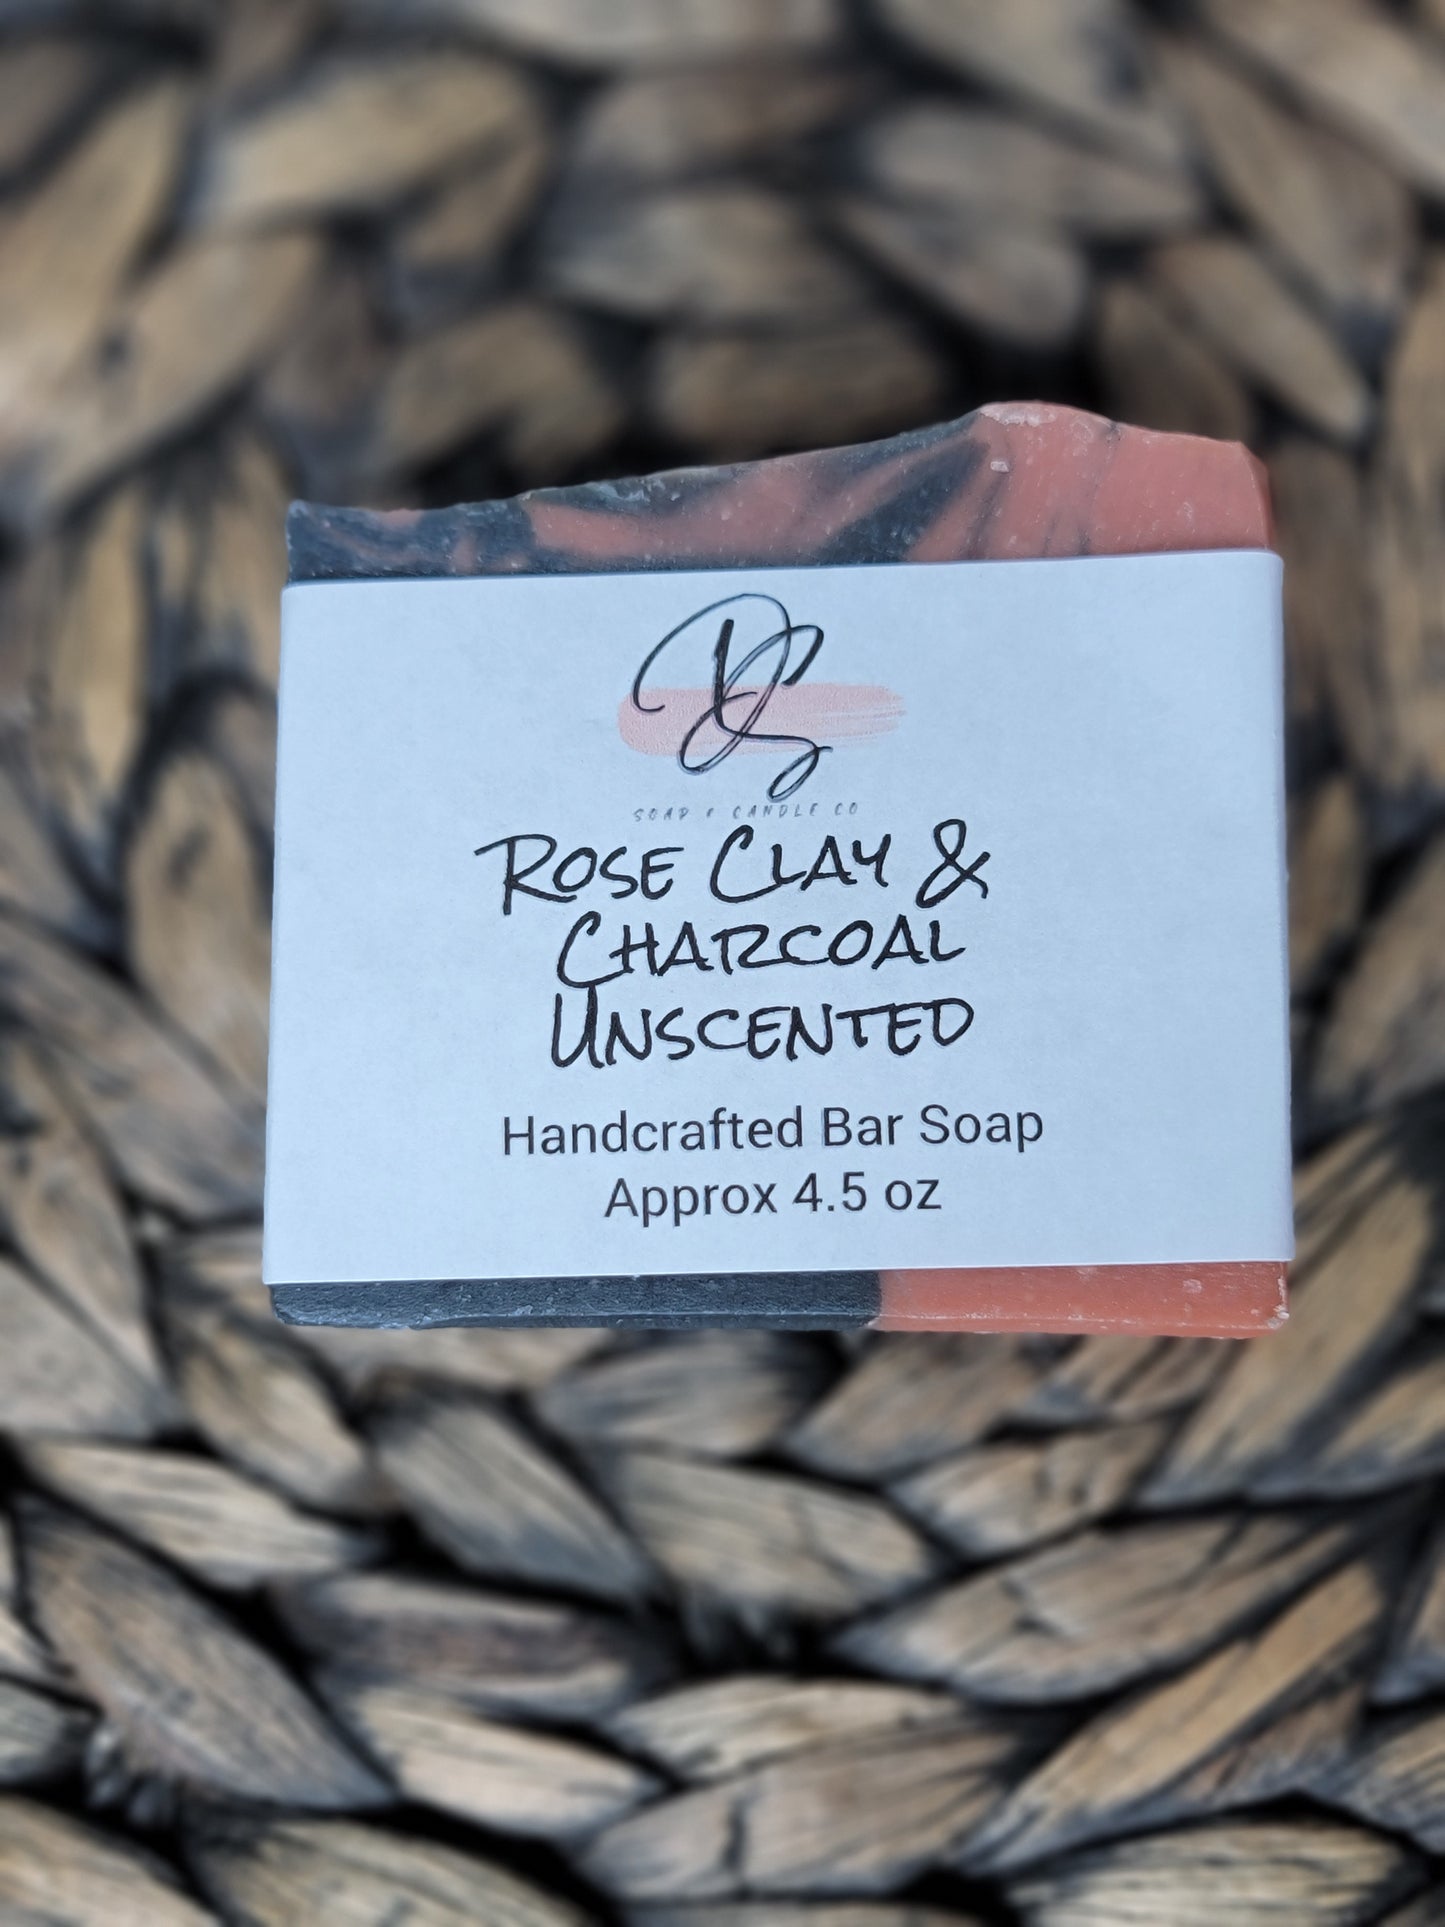 DS
SOAP & CANDLE CO
ROSE CLAY &
CHARCOAL
UNSCENTED
Handcrafted Bar Soap
Approx 4.5 oz